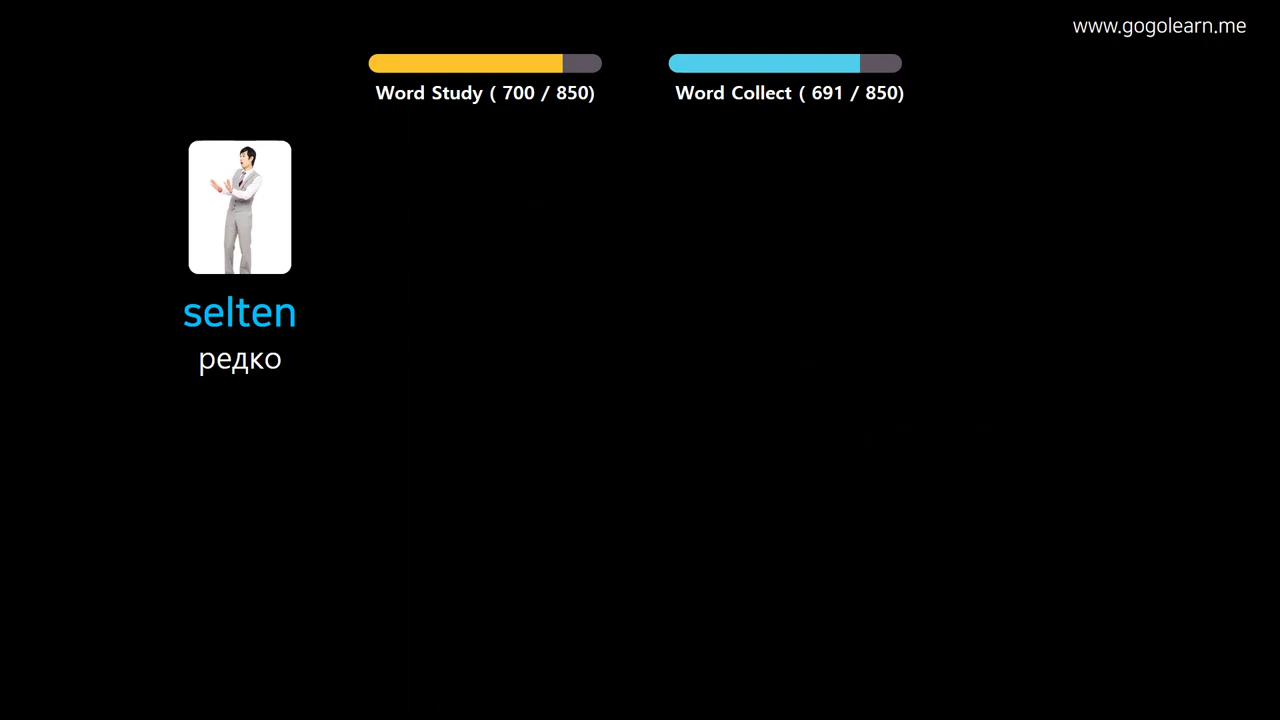 www.gogolearn.me
Word Study ( 700 / 850)
Word Collect ( 691 / 850)
selten
редко